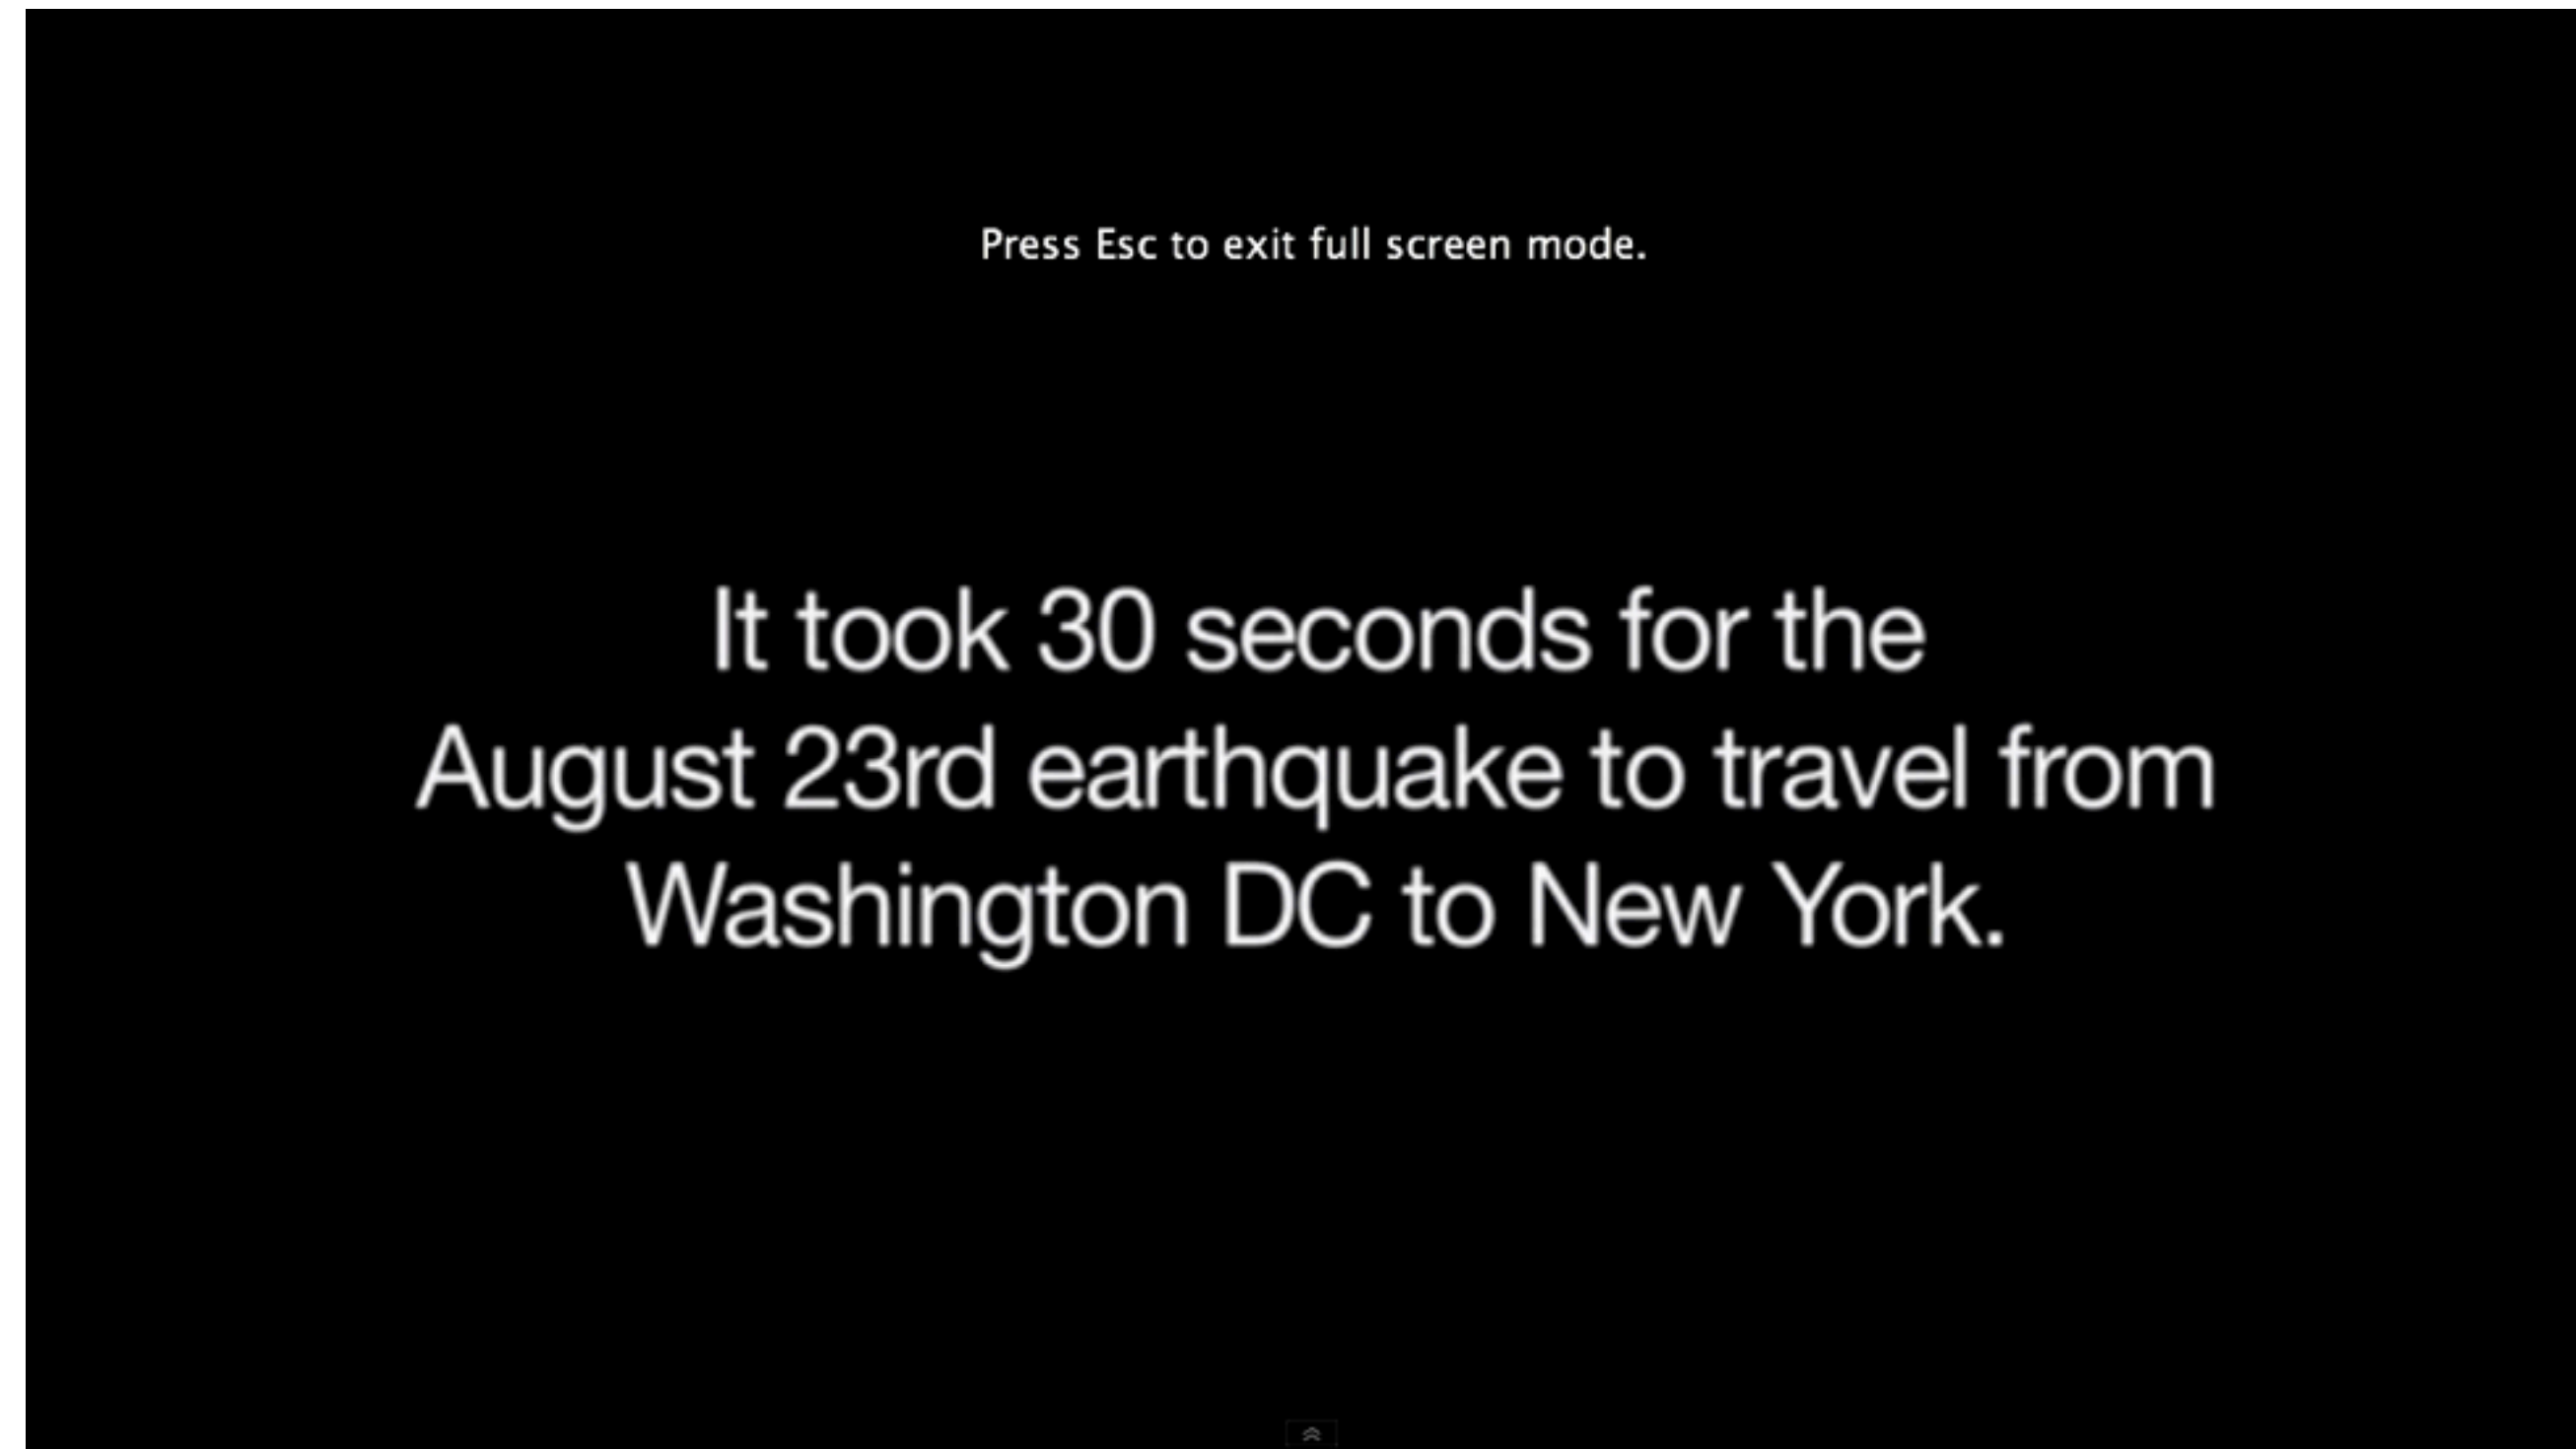 Press Esc to exit full screen mode.
It took 30 seconds for the
August 23rd earthquake to travel from
Washington DC to New York.